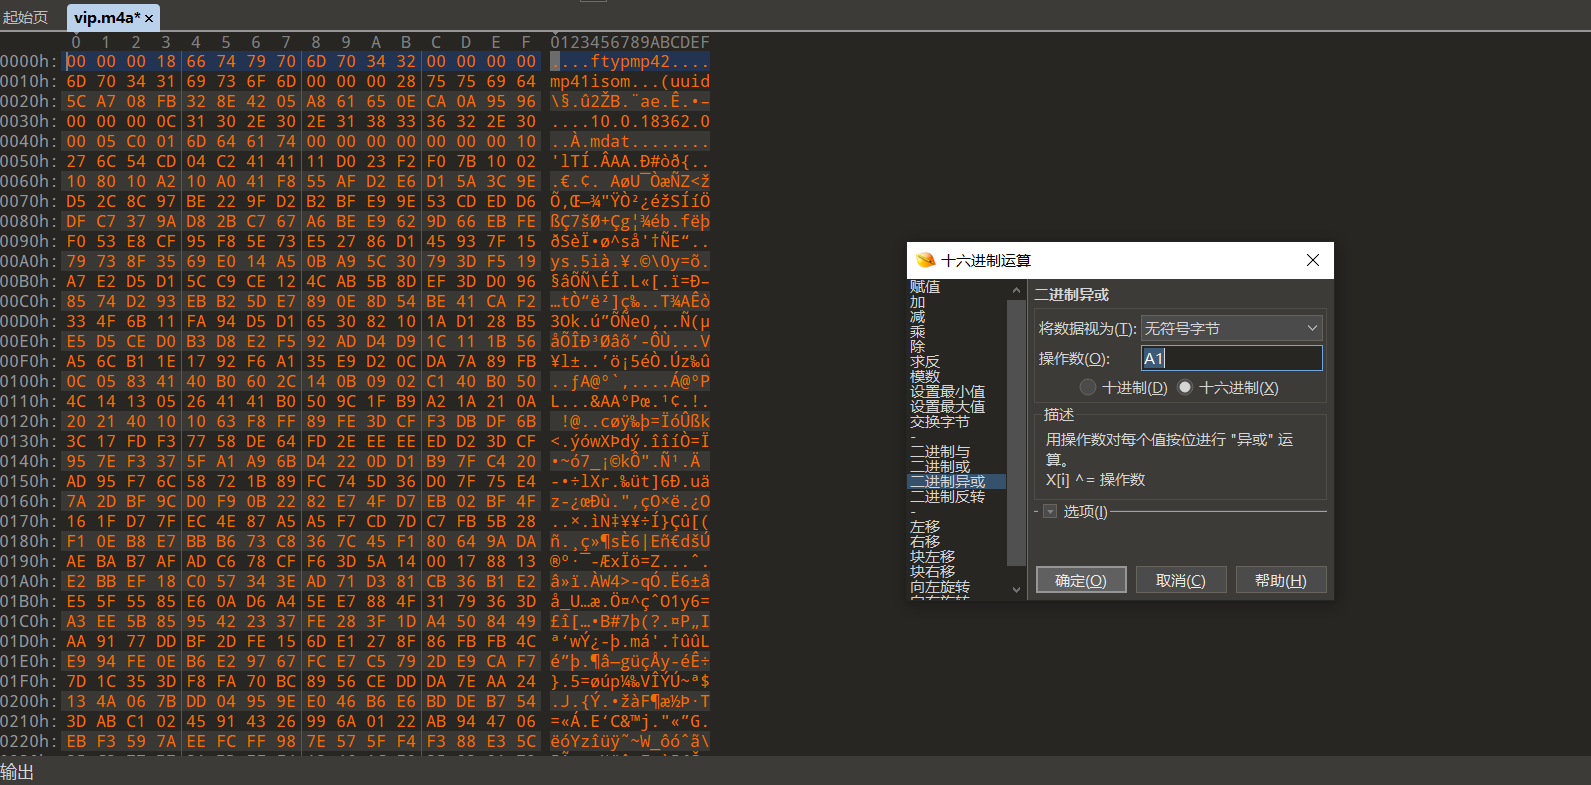 起始页 vip.m4a* ×
0 1 2 3 4 5 6 7 8 9 A B C D E F 0123456789ABCDEF
0000h: 00 00 00 18 66 74 79 70 6D 70 34 32 00 00 00 00 ....ftypmp42....
0010h: 6D 70 34 31 69 73 6F 6D 00 00 00 28 75 75 69 64 mp41isom...(uuid
0020h: 5C A7 08 FB 32 8E 42 05 A8 61 65 0E CA 0A 95 96 \§.û2ŽB.¨ae.Ê.•–
0030h: 00 00 00 0C 31 30 2E 30 2E 31 38 33 36 32 2E 30 ....10.0.18362.0
0040h: 00 05 C0 01 6D 64 61 74 00 00 00 00 00 00 00 10 ..À.mdat........
0050h: 27 6C 54 CD 04 C2 41 41 11 D0 23 F2 F0 7B 10 02 'lTÍ.ÂAA.Ð#òð{..
0060h: 10 80 10 A2 10 A0 41 F8 55 AF D2 E6 D1 5A 3C 9E .€.¢. AøU¯ÒæÑZ<ž
0070h: D5 2C 8C 97 BE 22 9F D2 B2 BF E9 9E 53 CD ED D6 Õ,Œ—¾"ŸÒ²¿éžSÍíÖ
0080h: DF C7 37 9A D8 2B C7 67 A6 BE E9 62 9D 66 EB FE ßÇ7šØ+Çg¦¾éb.fëþ
0090h: F0 53 E8 CF 95 F8 5E 73 E5 27 86 D1 45 93 7F 15 ðSèÏ•ø^så'†ÑE“..
00A0h: 79 73 8F 35 69 E0 14 A5 0B A9 5C 30 79 3D F5 19 ys.5ià.¥.©\0y=õ.
00B0h: A7 E2 D5 D1 5C C9 CE 12 4C AB 5B 8D EF 3D D0 96 §âÕÑ\ÉÎ.L«[.ï=Ð–
00C0h: 85 74 D2 93 EB B2 5D E7 89 0E 8D 54 BE 41 CA F2 …tÒ“ë²]ç‰..T¾AÊò
00D0h: 33 4F 6B 11 FA 94 D5 D1 65 30 82 10 1A D1 28 B5 3Ok.ú”ÕÑe0‚..Ñ(µ
00E0h: E5 D5 CE D0 B3 D8 E2 F5 92 AD D4 D9 1C 11 1B 56 åÕÎÐ³Øâõ’-ÔÙ...V
00F0h: A5 6C B1 1E 17 92 F6 A1 35 E9 D2 0C DA 7A 89 FB ¥l±..’ö¡5éÒ.Úz‰û
0100h: 0C 05 83 41 40 B0 60 2C 14 0B 09 02 C1 40 B0 50 ..ƒA@°`,....Á@°P
0110h: 4C 14 13 05 26 41 41 B0 50 9C 1F B9 A2 1A 21 0A L...&AA°Pœ.¹¢.!.
0120h: 20 21 40 10 10 63 F8 FF 89 FE 3D CF F3 DB DF 6B !@..cøÿ‰þ=ÏóÛßk
0130h: 3C 17 FD F3 77 58 DE 64 FD 2E EE EE ED D2 3D CF <.ýówXÞdý.îîíÒ=Ï
0140h: 95 7E F3 37 5F A1 A9 6B D4 22 0D D1 B9 7F C4 20 •~ó7_¡©kÔ".Ñ¹.Ä
0150h: AD 95 F7 6C 58 72 1B 89 FC 74 5D 36 D0 7F 75 E4 -•÷lXr.‰üt]6Ð.uä
0160h: 7A 2D BF 9C D0 F9 0B 22 82 E7 4F D7 EB 02 BF 4F z-¿œÐù."‚çO×ë.¿O
0170h: 16 1F D7 7F EC 4E 87 A5 A5 F7 CD 7D C7 FB 5B 28 ..×.ìN‡¥¥÷Í}Çû[(
0180h: F1 0E B8 E7 BB B6 73 C8 36 7C 45 F1 80 64 9A DA ñ.¸ç»¶sÈ6|Eñ€dšÚ
0190h: AE BA B7 AF AD C6 78 CF F6 3D 5A 14 00 17 88 13 ®º·¯-ÆxÏö=Z...ˆ.
01A0h: E2 BB EF 18 C0 57 34 3E AD 71 D3 81 CB 36 B1 E2 â»ï.ÀW4>-qÓ.Ë6±â
01B0h: E5 5F 55 85 E6 0A D6 A4 5E E7 88 4F 31 79 36 3D å_U…æ.Ö¤^çˆO1y6=
01C0h: A3 EE 5B 85 95 42 23 37 FE 28 3F 1D A4 50 84 49 £î[…•B#7þ(?.¤P„I
01D0h: AA 91 77 DD BF 2D FE 15 6D E1 27 8F 86 FB FB 4C ª‘wÝ¿-þ.má'.†ûûL
01E0h: E9 94 FE 0E B6 E2 97 67 FC E7 C5 79 2D E9 CA F7 é”þ.¶â—güçÅy-éÊ÷
01F0h: 7D 1C 35 3D F8 FA 70 BC 89 56 CE DD DA 7E AA 24 }.5=øúp¼‰VÎÝÚ~ª$
0200h: 13 4A 06 7B DD 04 95 9E E0 46 B6 E6 BD DE B7 54 .J.{Ý.•žàF¶æ½Þ·T
0210h: 3D AB C1 02 45 91 43 26 99 6A 01 22 AB 94 47 06 =«Á.E‘C&™j."«”G.
0220h: EB F3 59 7A EE FC FF 98 7E 57 5F F4 F3 88 E3 5C ëóYzîüÿ˜~W_ôóˆã\
输出
十六进制运算
赋值
加
减
乘
除
求反
模数
设置最小值
设置最大值
交换字节
-
二进制与
二进制或
二进制异或
二进制反转
-
左移
右移
块左移
块右移
向左旋转
二进制异或
将数据视为(T): 无符号字节
操作数(O): A1
十进制(D) 十六进制(X)
描述
用操作数对每个值按位进行 "异或" 运
算。
X[i] ^= 操作数
选项(I)
确定(O) 取消(C) 帮助(H)